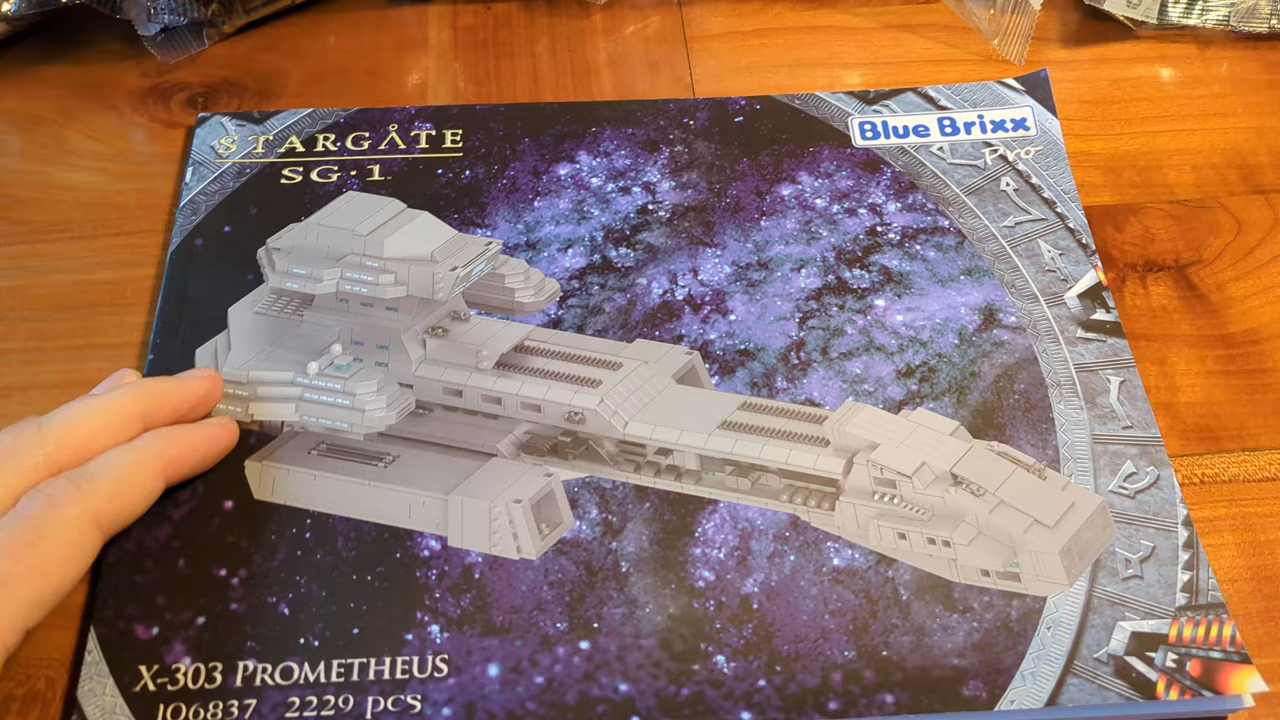 STARGATE
SG·1
Blue Brixx
Pro
X-303 PROMETHEUS
106837 2229 pcs